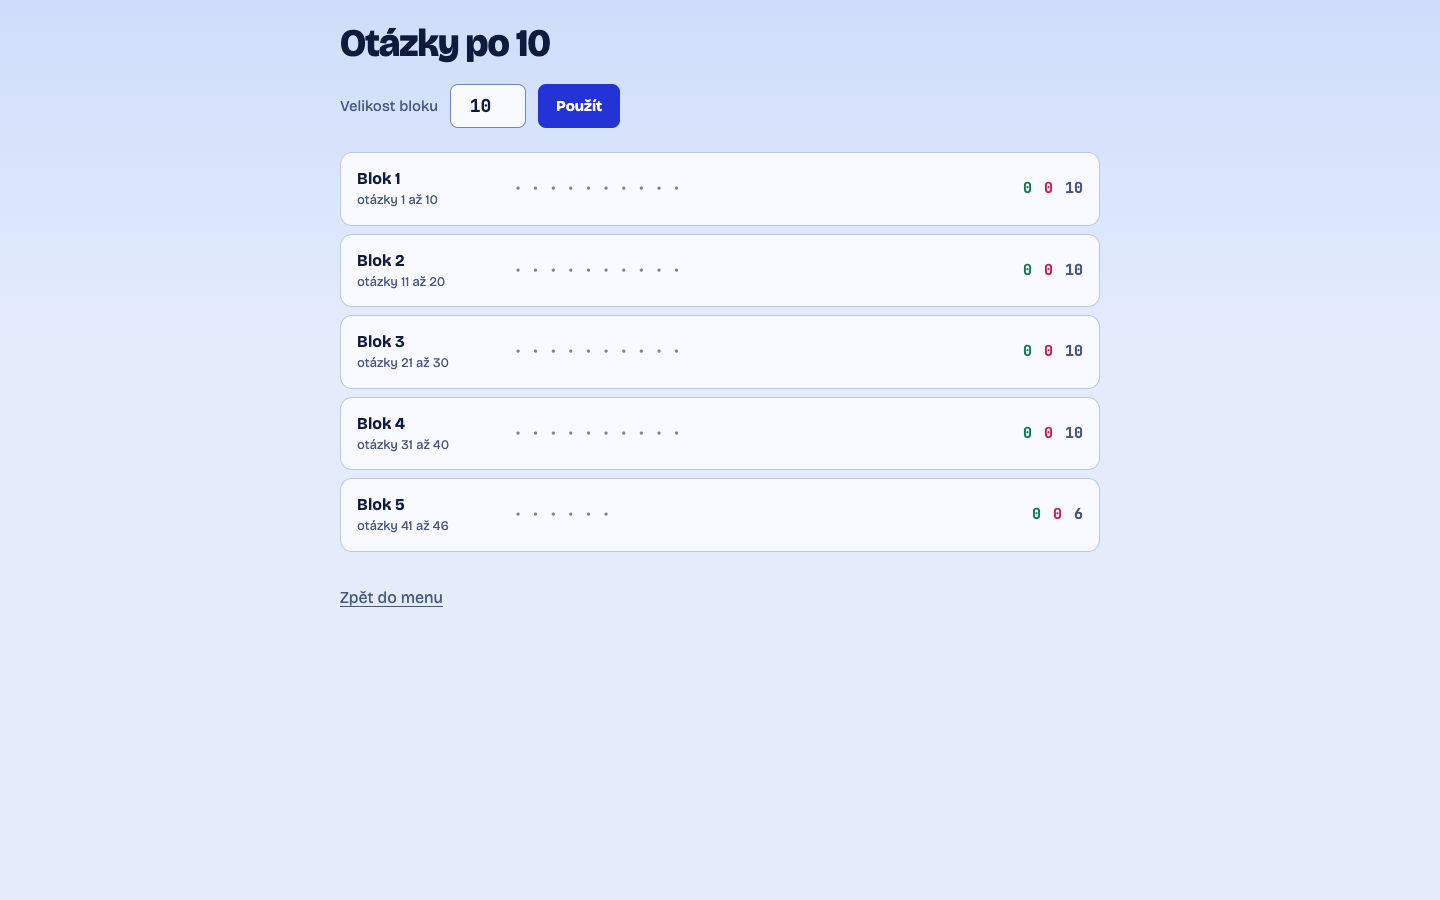 Otázky po 10
Velikost bloku 10 Použít
Blok 1
otázky 1 až 10
0 0 10
Blok 2
otázky 11 až 20
0 0 10
Blok 3
otázky 21 až 30
0 0 10
Blok 4
otázky 31 až 40
0 0 10
Blok 5
otázky 41 až 46
0 0 6
Zpět do menu